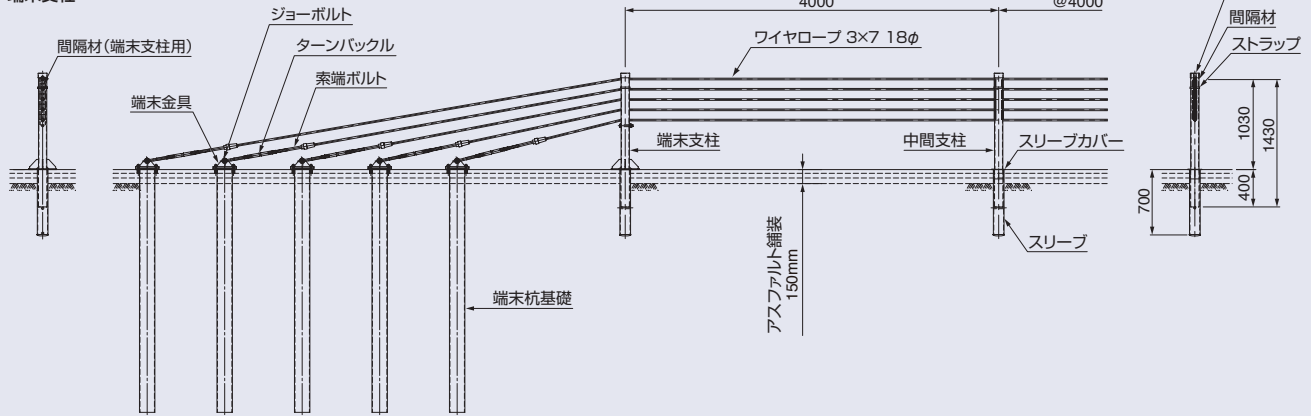 端末支柱
ジョーボルト
4000
@4000
間隔材(端末支柱用)
ターンバックル
ワイヤロープ 3×7 18φ
間隔材
ストラップ
索端ボルト
端末金具
1030
1430
端末支柱
中間支柱
スリーブカバー
400
700
アスファルト舗装
150mm
スリーブ
端末杭基礎